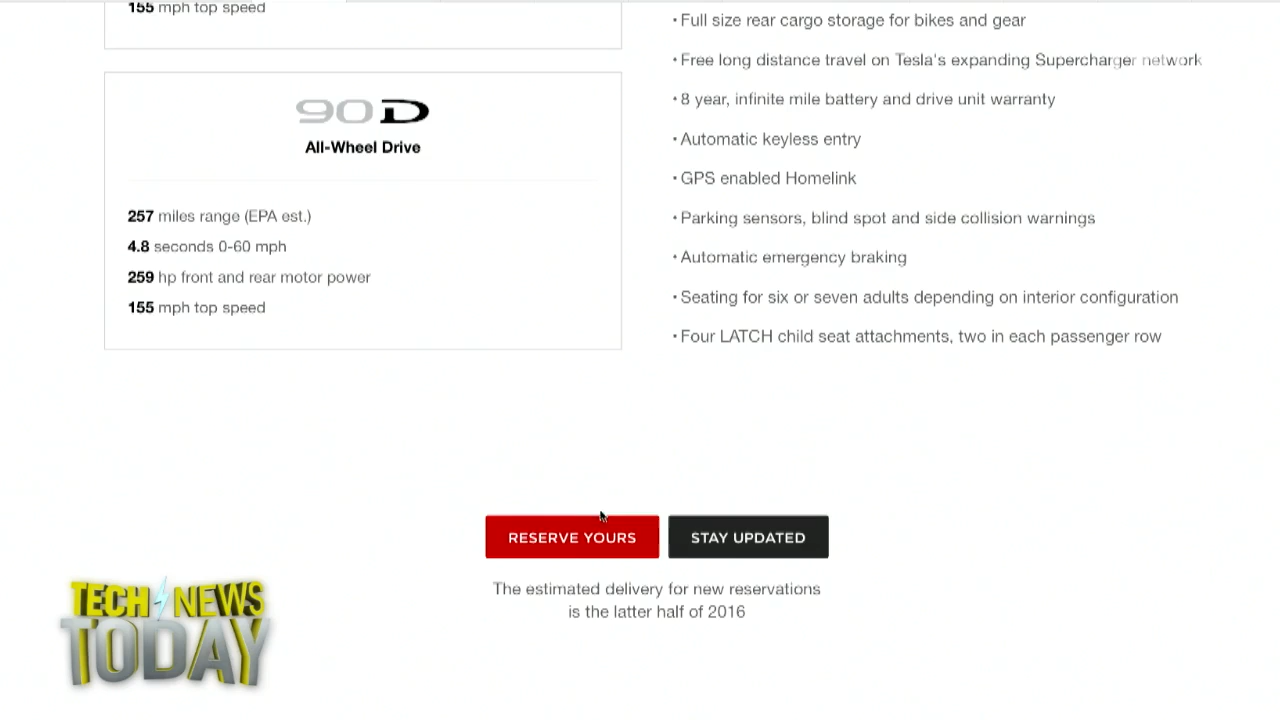 155 mph top speed
90D
All-Wheel Drive
257 miles range (EPA est.)
4.8 seconds 0-60 mph
259 hp front and rear motor power
155 mph top speed
• Full size rear cargo storage for bikes and gear
• Free long distance travel on Tesla's expanding Supercharger network
• 8 year, infinite mile battery and drive unit warranty
• Automatic keyless entry
• GPS enabled Homelink
• Parking sensors, blind spot and side collision warnings
• Automatic emergency braking
• Seating for six or seven adults depending on interior configuration
• Four LATCH child seat attachments, two in each passenger row
RESERVE YOURS
STAY UPDATED
The estimated delivery for new reservations
is the latter half of 2016
TECH NEWS
TODAY